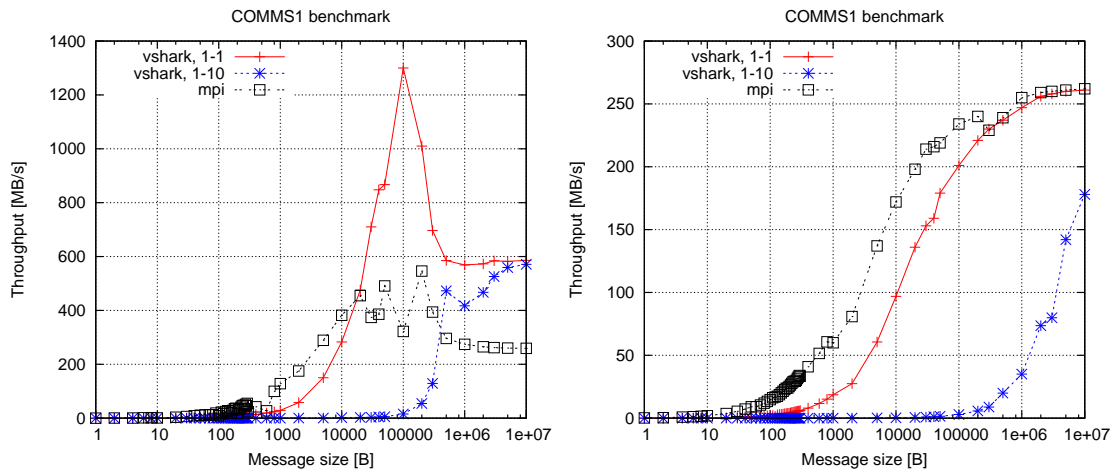 COMMS1 benchmark
1400
1200
1000
800
600
400
200
0
Throughput [MB/s]
vshark, 1-1
vshark, 1-10
mpi
1 10 100 1000 10000 100000 1e+06 1e+07
Message size [B]
COMMS1 benchmark
300
250
200
150
100
50
0
Throughput [MB/s]
vshark, 1-1
vshark, 1-10
mpi
1 10 100 1000 10000 100000 1e+06 1e+07
Message size [B]